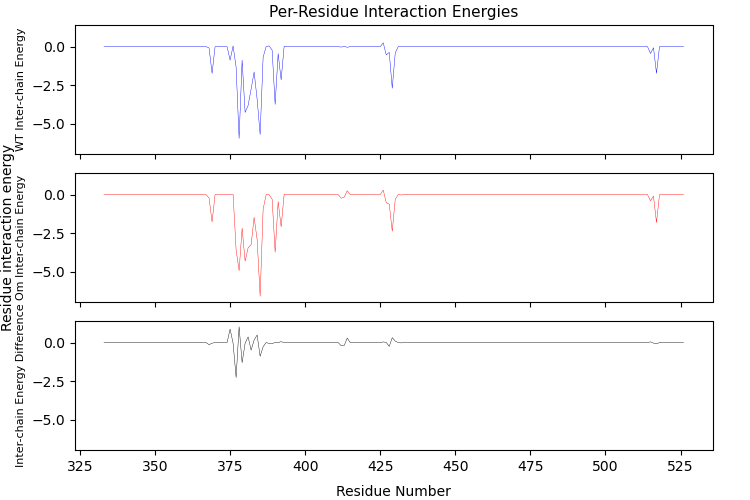 Per-Residue Interaction Energies
Residue interaction energy
WT Inter-chain Energy
0.0
−2.5
−5.0
Om Inter-chain Energy
0.0
−2.5
−5.0
Inter-chain Energy Difference
0.0
−2.5
−5.0
325 350 375 400 425 450 475 500 525
Residue Number